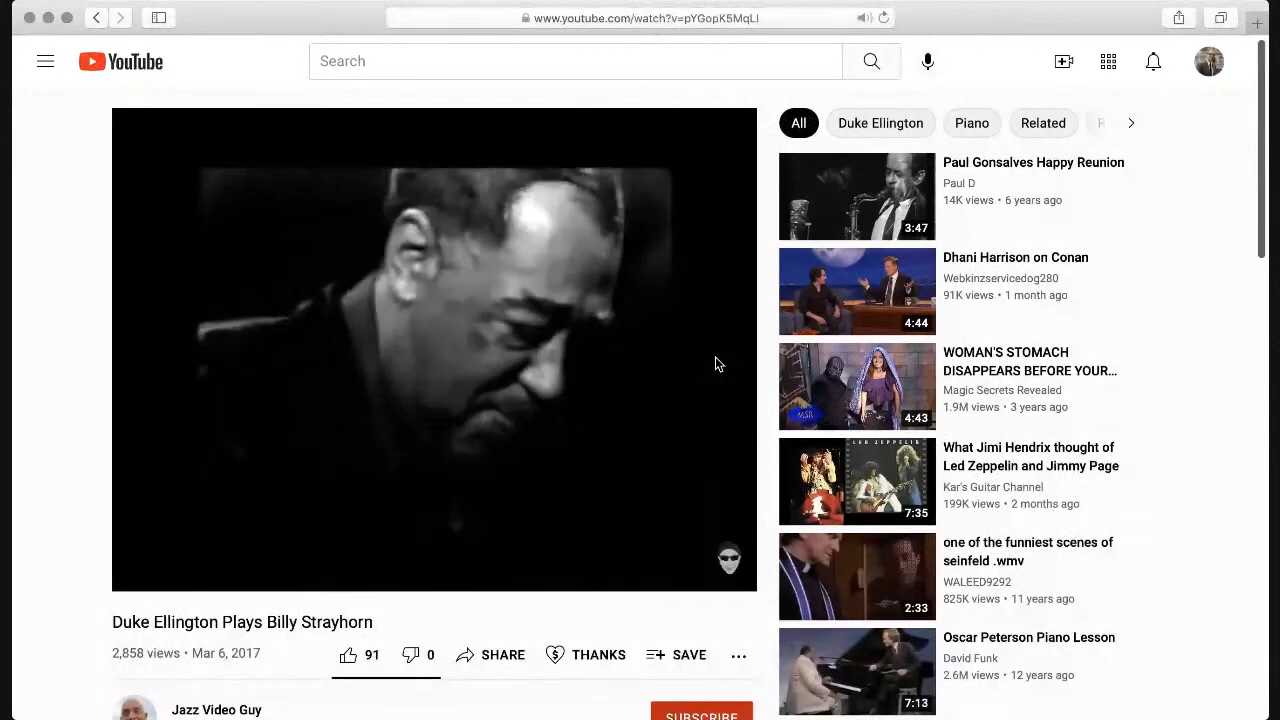 www.youtube.com/watch?v=pYGopK5MqLI
YouTube
Search
All
Duke Ellington
Piano
Related
Paul Gonsalves Happy Reunion
Paul D
14K views • 6 years ago
3:47
Dhani Harrison on Conan
Webkinzservicedog280
91K views • 1 month ago
4:44
WOMAN'S STOMACH
DISAPPEARS BEFORE YOUR...
Magic Secrets Revealed
1.9M views • 3 years ago
MSR
4:43
What Jimi Hendrix thought of
Led Zeppelin and Jimmy Page
Kar's Guitar Channel
199K views • 2 months ago
LED ZEPPELIN
7:35
one of the funniest scenes of
seinfeld .wmv
WALEED9292
825K views • 11 years ago
2:33
Oscar Peterson Piano Lesson
David Funk
2.6M views • 12 years ago
7:13
Duke Ellington Plays Billy Strayhorn
2,858 views • Mar 6, 2017
91
0
SHARE
THANKS
SAVE
Jazz Video Guy
SUBSCRIBE